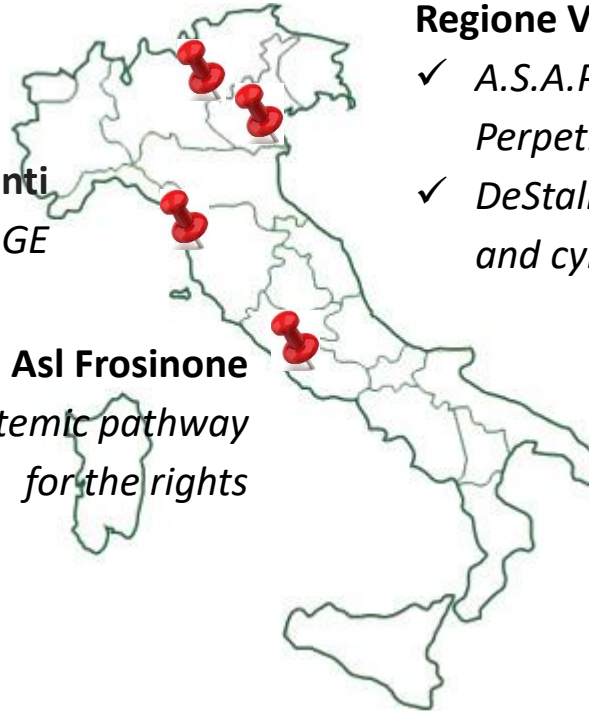 Regione V
✓ A.S.A.P
Perpet
✓ DeStal
and cy
nti
GE
Asl Frosinone
temic pathway
for the rights